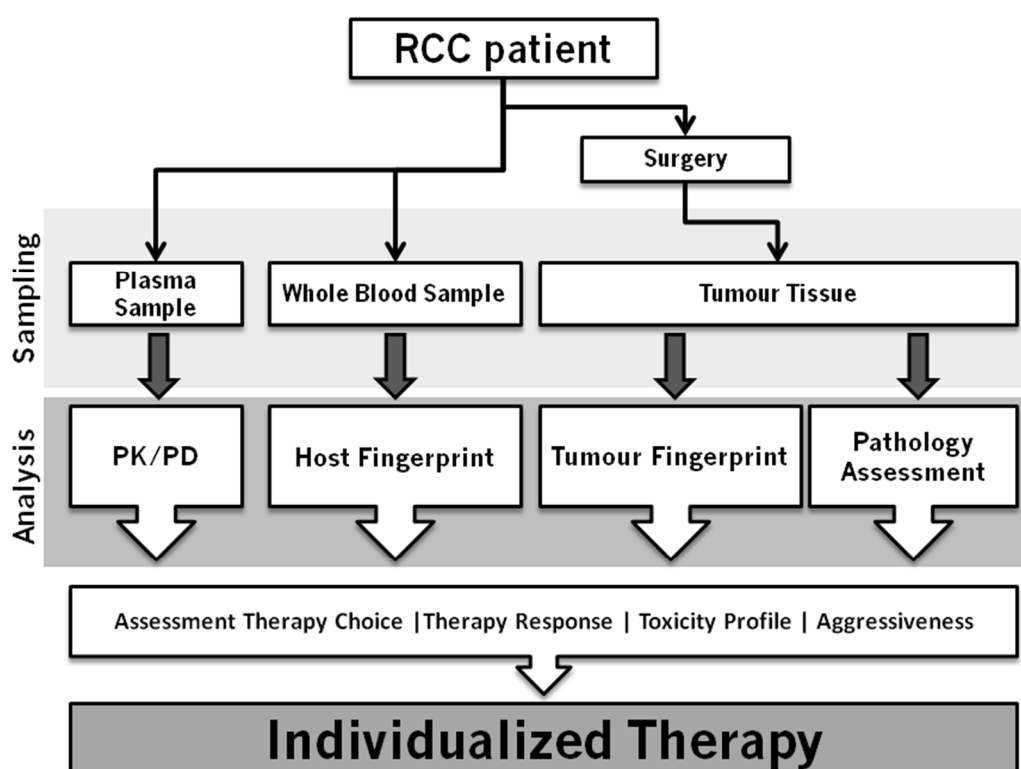 RCC patient
Surgery
Sampling
Plasma
Sample
Whole Blood Sample
Tumour Tissue
Analysis
PK/PD
Host Fingerprint
Tumour Fingerprint
Pathology
Assessment
Assessment Therapy Choice |Therapy Response | Toxicity Profile | Aggressiveness
Individualized Therapy